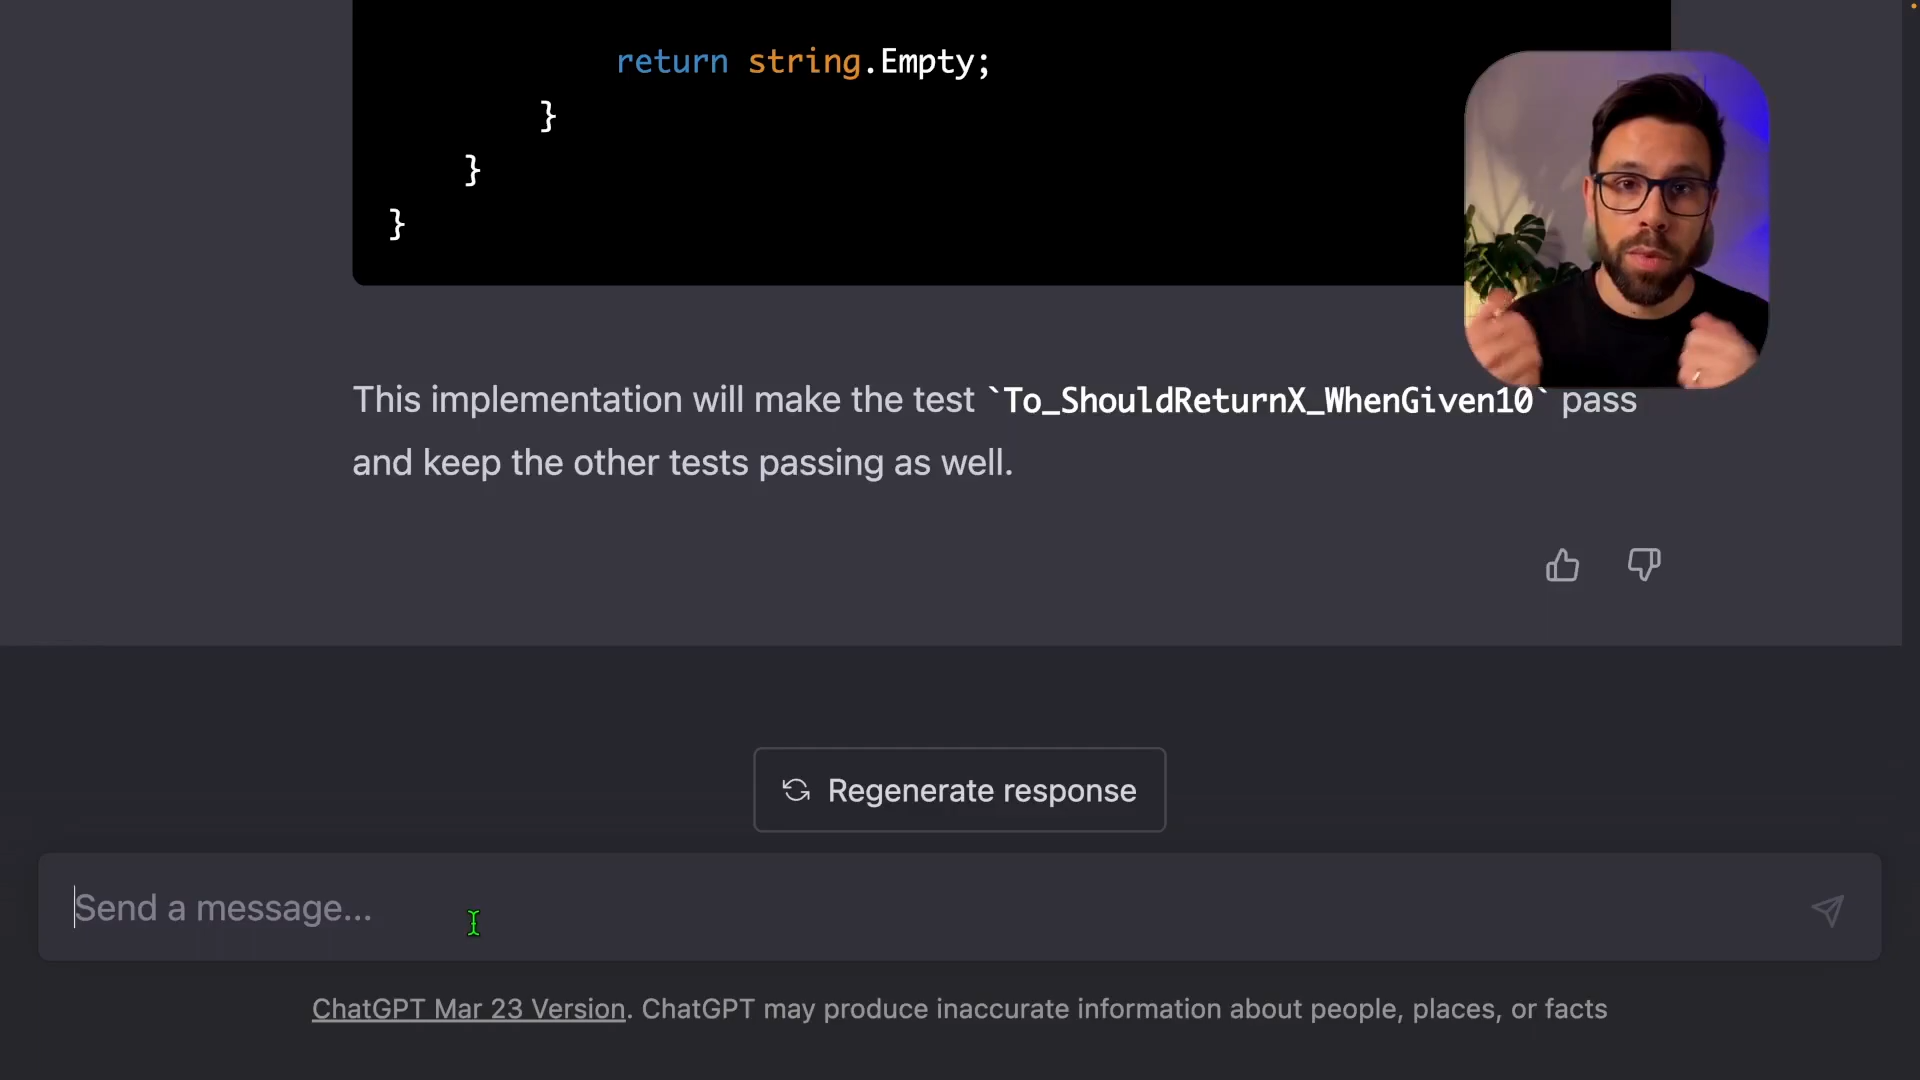 return string.Empty;
}
}
}
This implementation will make the test `To_ShouldReturnX_WhenGiven10` pass
and keep the other tests passing as well.
Regenerate response
Send a message...
ChatGPT Mar 23 Version. ChatGPT may produce inaccurate information about people, places, or facts